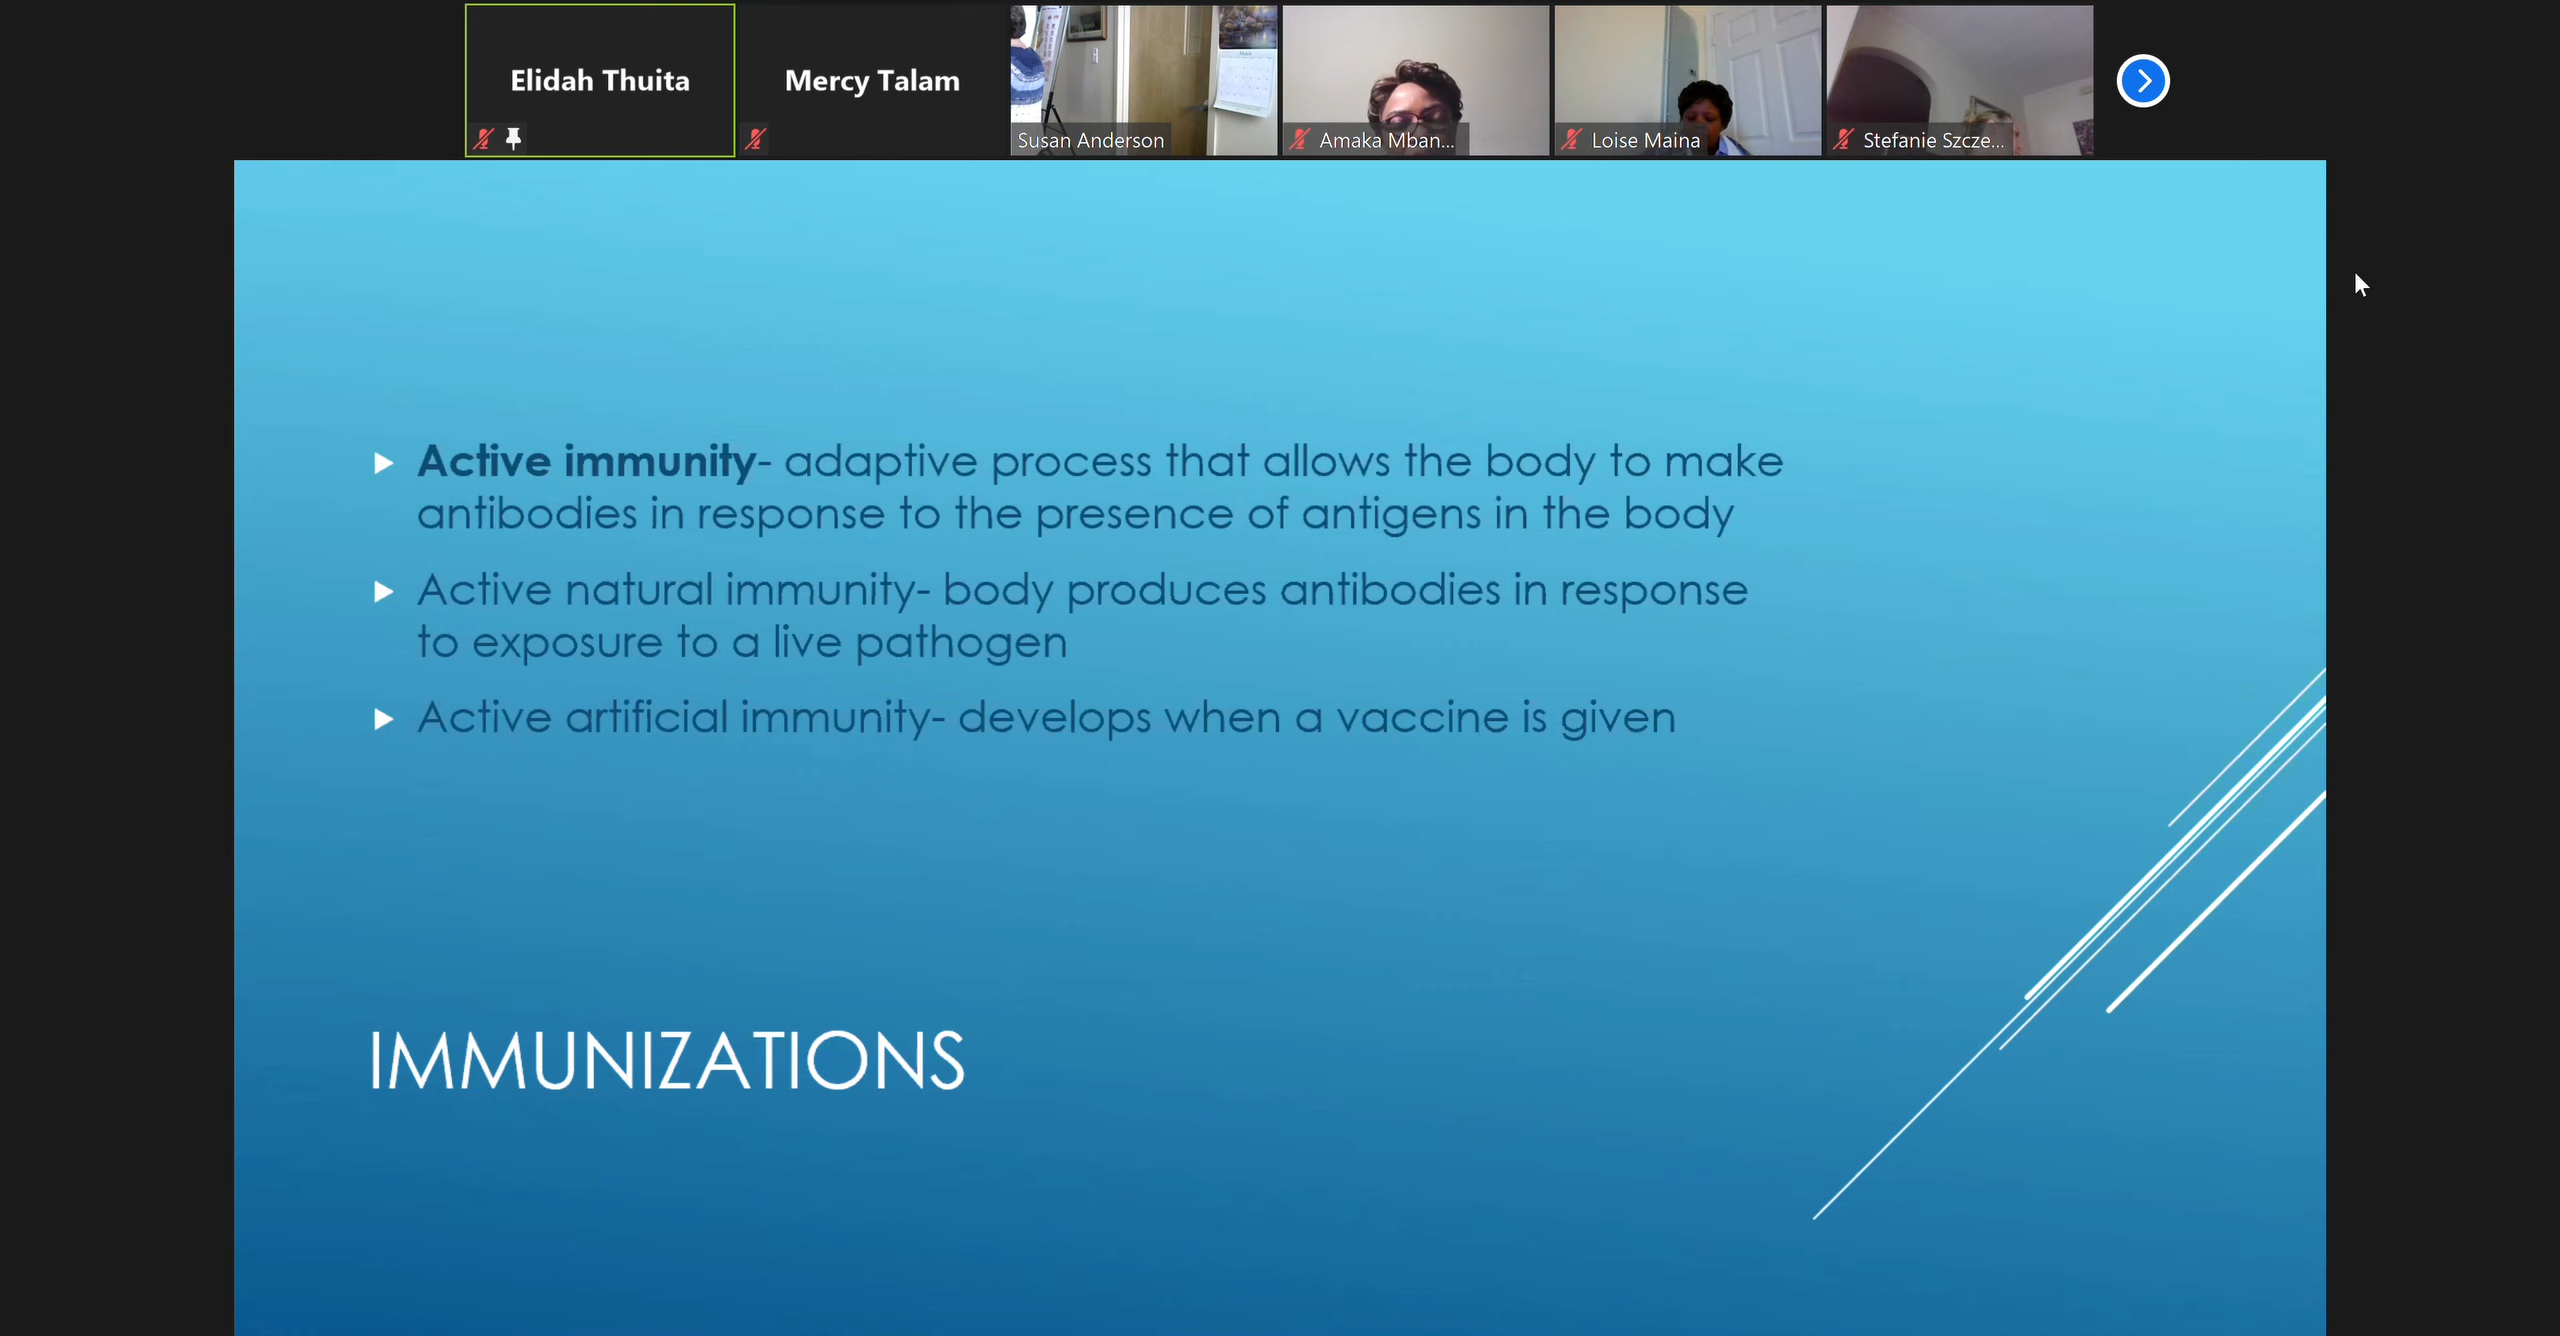 Elidah Thuita
Mercy Talam
Susan Anderson
Amaka Mban...
Loise Maina
Stefanie Szcze...
Active immunity- adaptive process that allows the body to make
antibodies in response to the presence of antigens in the body
Active natural immunity- body produces antibodies in response
to exposure to a live pathogen
Active artificial immunity- develops when a vaccine is given
IMMUNIZATIONS